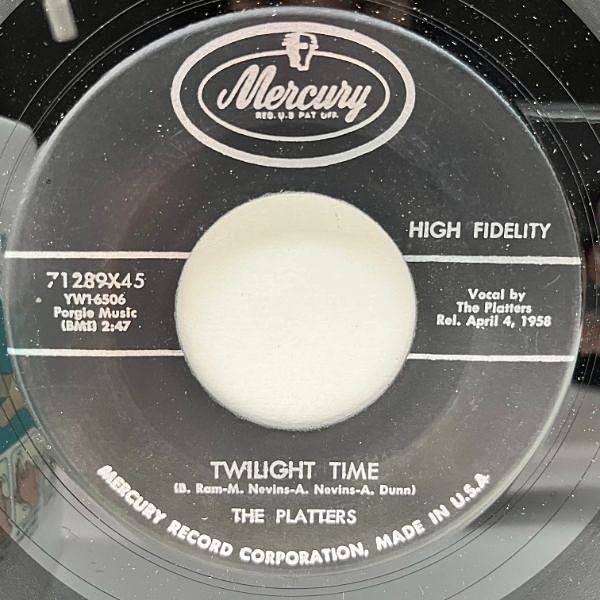 Mercury
REG. U.S PAT OFF.
HIGH FIDELITY
71289X45
YW16506
Porgie Music
(BMI) 2:47
Vocal by
The Platters
Rel. April 4, 1958
TWILIGHT TIME
(B. Ram-M. Nevins-A. Nevins-A. Dunn)
THE PLATTERS
MERCURY RECORD CORPORATION, MADE IN U.S.A